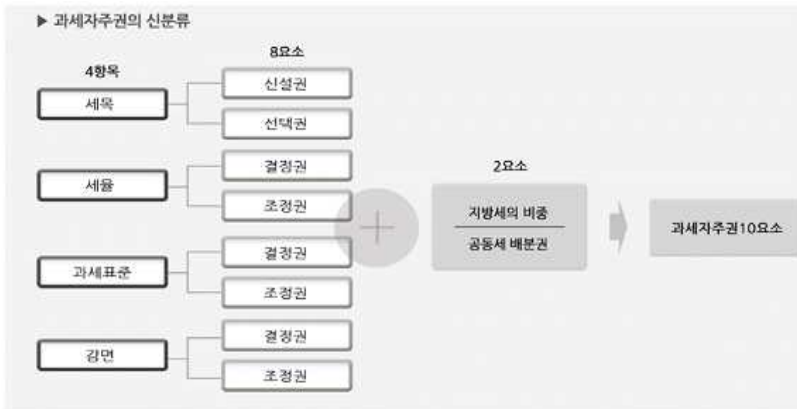 ▶ 과세자주권의 신분류
4항목
8요소
세목
신설권
선택권
세율
결정권
조정권
과세표준
결정권
조정권
감면
결정권
조정권
2요소
지방세의 비중
공동세 배분권
과세자주권10요소